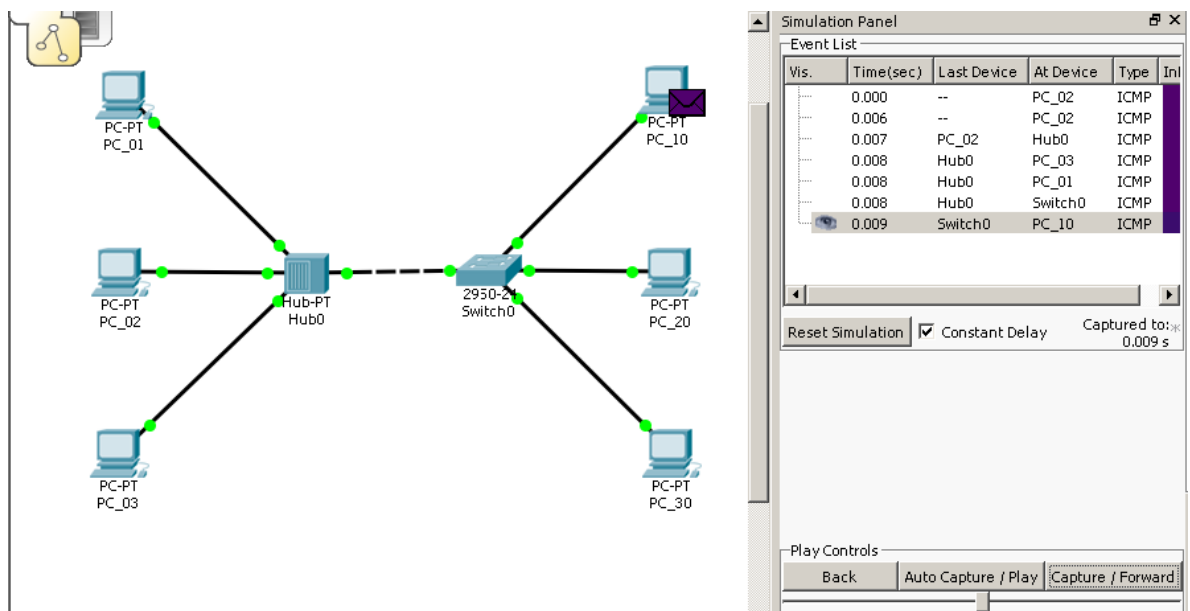 PC-PT
PC_01
PC-PT
PC_10
PC-PT
PC_02
Hub-PT
Hub0
2950-24
Switch0
PC-PT
PC_20
PC-PT
PC_03
PC-PT
PC_30
Simulation Panel
Event List
Vis. Time(sec) Last Device At Device Type
0.000 -- PC_02 ICMP
0.006 -- PC_02 ICMP
0.007 PC_02 Hub0 ICMP
0.008 Hub0 PC_03 ICMP
0.008 Hub0 PC_01 ICMP
0.008 Hub0 Switch0 ICMP
0.009 Switch0 PC_10 ICMP
Reset Simulation Constant Delay Captured to:
0.009 s
Play Controls
Back Auto Capture / Play Capture / Forward